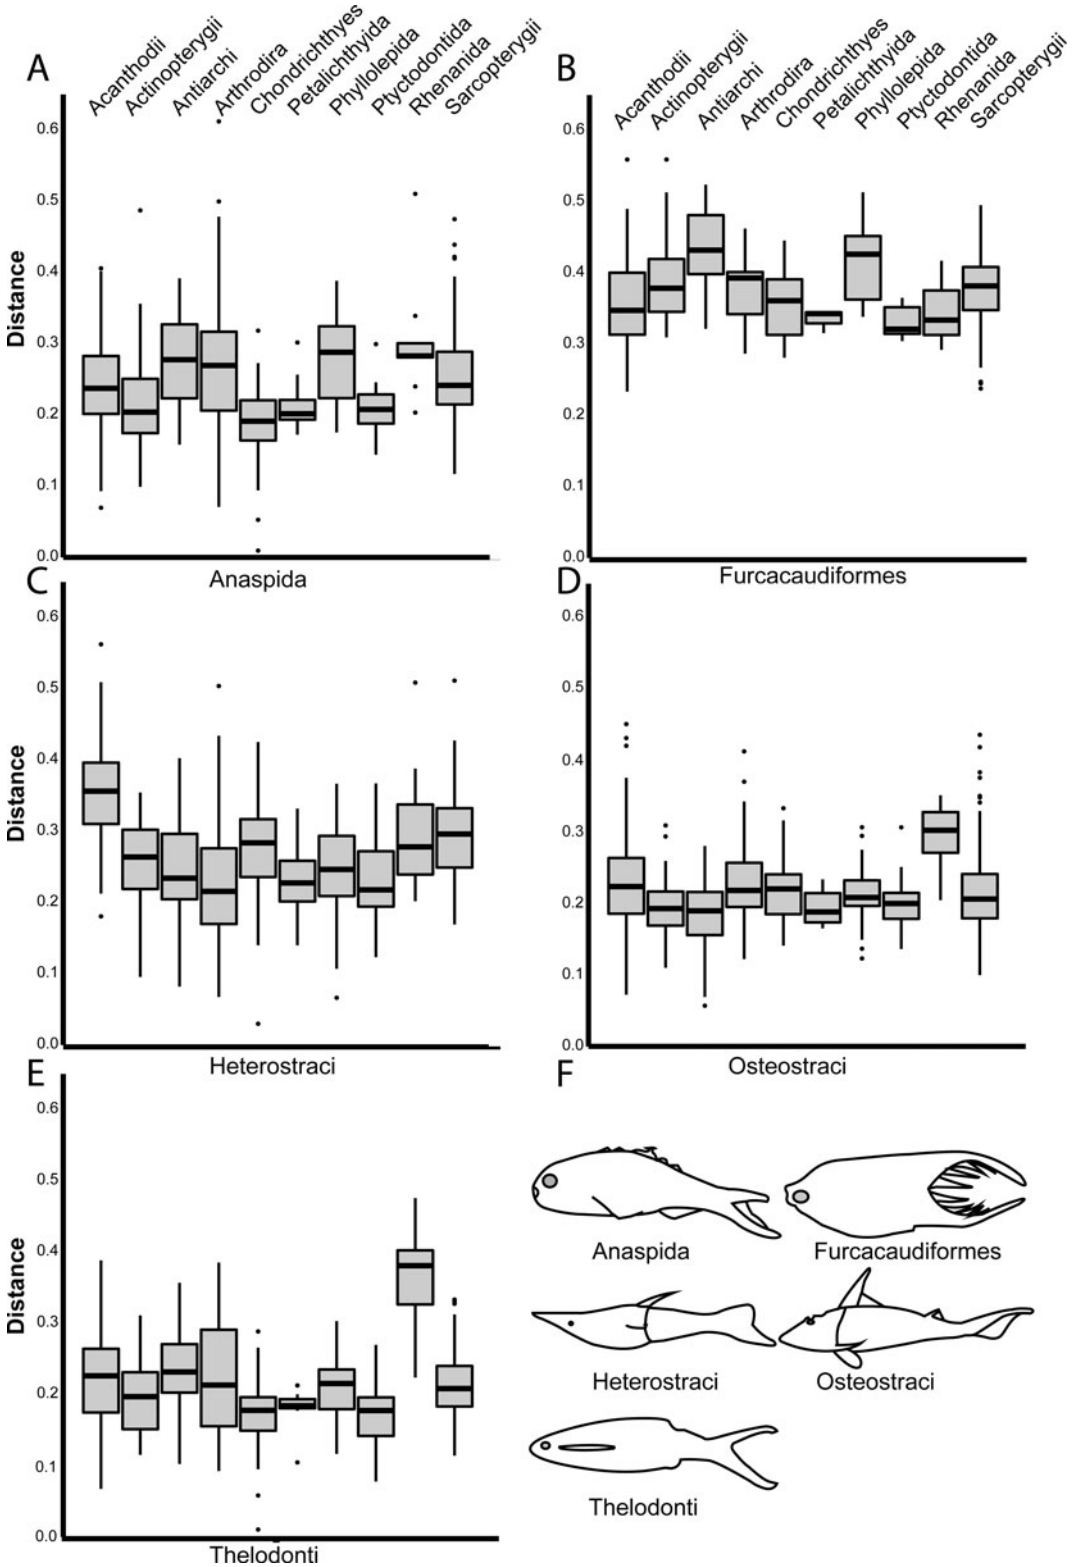 A
Acanthodii
Actinopterygii
Antiarchi
Arthrodira
Chondrichthyes
Petalichthyida
Phyllolepida
Ptyctodontida
Rhenanida
Sarcopterygii
0.6
0.5
0.4
0.3
0.2
0.1
0.0
Distance
Anaspida
B
Acanthodii
Actinopterygii
Antiarchi
Arthrodira
Chondrichthyes
Petalichthyida
Phyllolepida
Ptyctodontida
Rhenanida
Sarcopterygii
0.6
0.5
0.4
0.3
0.2
0.1
0.0
Furcacaudiformes
C
0.6
0.5
0.4
0.3
0.2
0.1
0.0
Distance
Heterostraci
D
0.6
0.5
0.4
0.3
0.2
0.1
0.0
Osteostraci
E
0.6
0.5
0.4
0.3
0.2
0.1
0.0
Distance
Thelodonti
F
Anaspida
Furcacaudiformes
Heterostraci
Osteostraci
Thelodonti